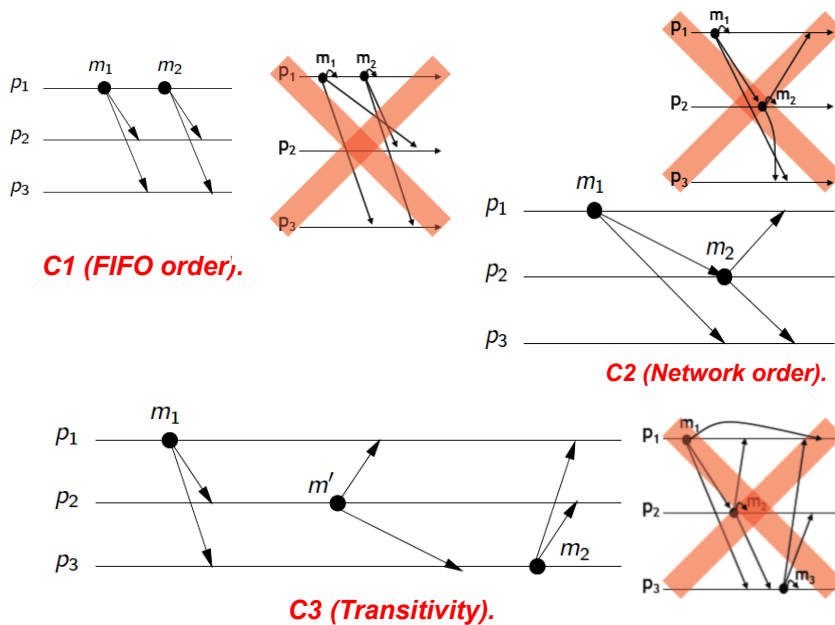 m1 m2
p1
p2
p3
C1 (FIFO order).
m1 m2
p1
p2
p3
m1
p1
m2
p2
p3
m1
p1
m2
p2
p3
C2 (Network order).
m1
p1
m'
p2
m2
p3
C3 (Transitivity).
m1
p1
m2
p2
m3
p3